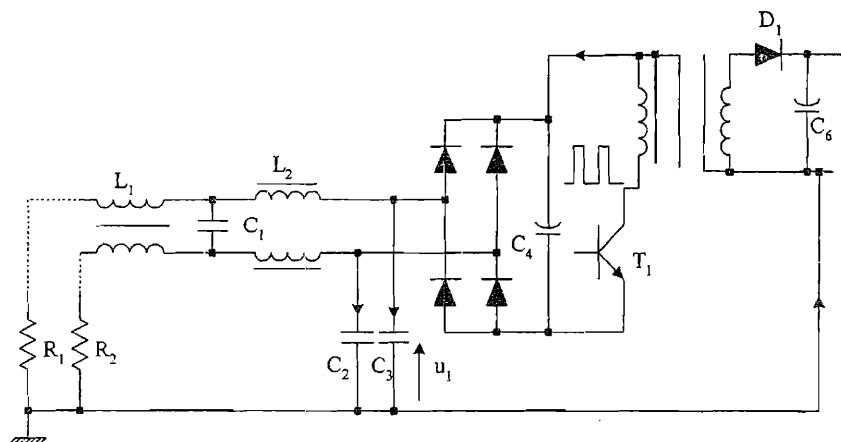 D₁
C₆
L₁
L₂
C₁
C₄
T₁
R₁
R₂
C₂
C₃
u₁